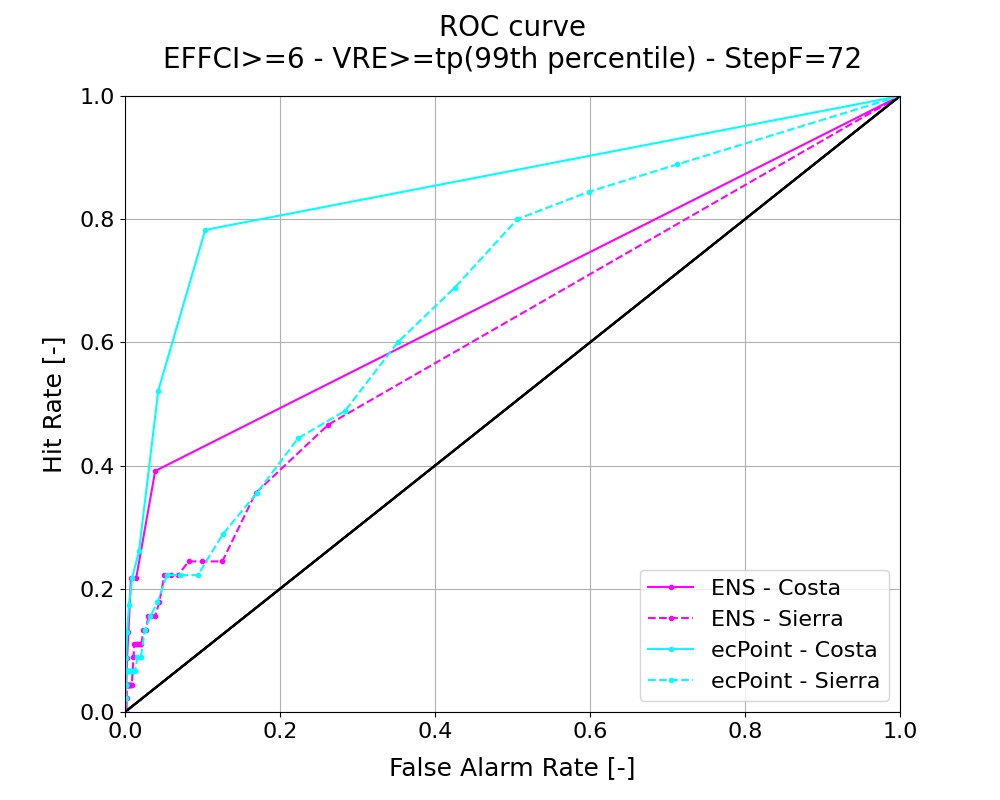 ROC curve
EFFCI>=6 - VRE>=tp(99th percentile) - StepF=72
1.0
0.8
0.6
0.4
0.2
0.0
Hit Rate [-]
ENS - Costa
ENS - Sierra
ecPoint - Costa
ecPoint - Sierra
0.0 0.2 0.4 0.6 0.8 1.0
False Alarm Rate [-]